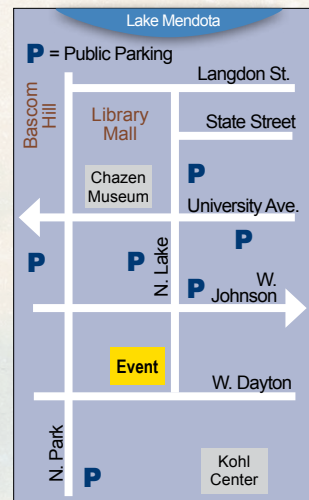 Lake Mendota
P = Public Parking
Langdon St.
Bascom
Hill
Library
Mall
State Street
Chazen
Museum
P
University Ave.
P
P
P
N. Lake
P
W.
Johnson
Event
W. Dayton
N. Park
P
Kohl
Center